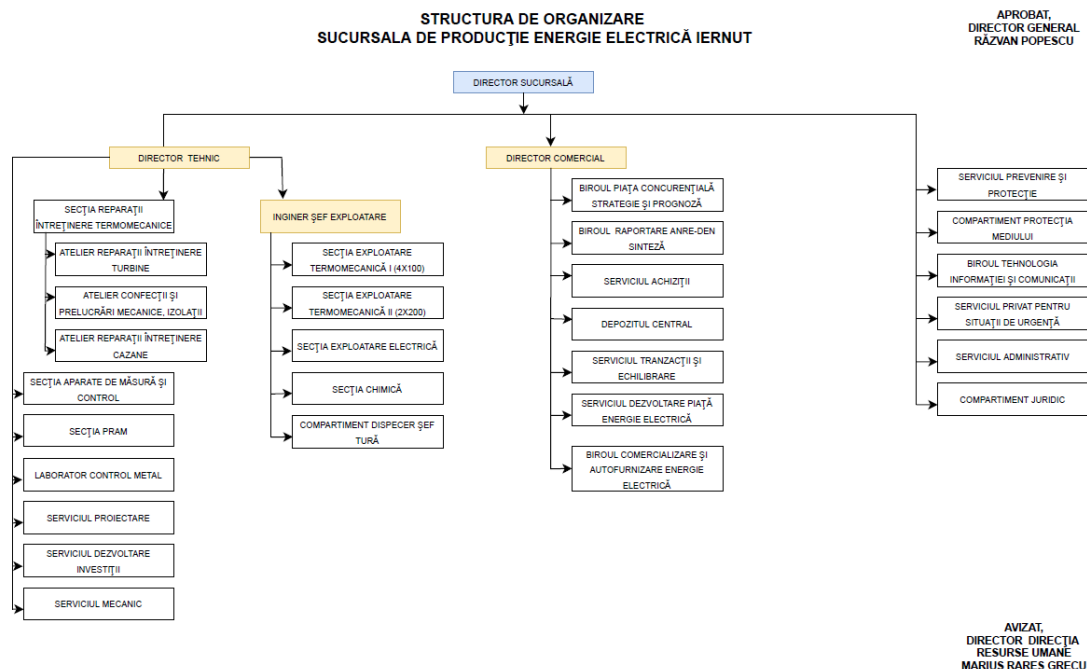 STRUCTURA DE ORGANIZARE
SUCURSALA DE PRODUCŢIE ENERGIE ELECTRICĂ IERNUT
APROBAT,
DIRECTOR GENERAL
RĂZVAN POPESCU
DIRECTOR SUCURSALĂ
DIRECTOR TEHNIC
DIRECTOR COMERCIAL
SECŢIA REPARAŢII
ÎNTREŢINERE TERMOMECANICE
ATELIER REPARAŢII ÎNTREŢINERE
TURBINE
ATELIER CONFECŢII ŞI
PRELUCRĂRI MECANICE, IZOLAŢII
ATELIER REPARAŢII ÎNTREŢINERE
CAZANE
SECŢIA APARATE DE MĂSURĂ ŞI
CONTROL
SECŢIA PRAM
LABORATOR CONTROL METAL
SERVICIUL PROIECTARE
SERVICIUL DEZVOLTARE
INVESTIŢII
SERVICIUL MECANIC
INGINER ŞEF EXPLOATARE
SECŢIA EXPLOATARE
TERMOMECANICĂ I (4X100)
SECŢIA EXPLOATARE
TERMOMECANICĂ II (2X200)
SECŢIA EXPLOATARE ELECTRICĂ
SECŢIA CHIMICĂ
COMPARTIMENT DISPECER ŞEF
TURĂ
BIROUL PIAŢA CONCURENŢIALĂ
STRATEGIE ŞI PROGNOZĂ
BIROUL RAPORTARE ANRE-DEN
SINTEZĂ
SERVICIUL ACHIZIŢII
DEPOZITUL CENTRAL
SERVICIUL TRANZACŢII ŞI
ECHILIBRARE
SERVICIUL DEZVOLTARE PIAŢĂ
ENERGIE ELECTRICĂ
BIROUL COMERCIALIZARE ŞI
AUTOFURNIZARE ENERGIE
ELECTRICĂ
SERVICIUL PREVENIRE ŞI
PROTECŢIE
COMPARTIMENT PROTECŢIA
MEDIULUI
BIROUL TEHNOLOGIA
INFORMAŢIEI ŞI COMUNICAŢII
SERVICIUL PRIVAT PENTRU
SITUAŢII DE URGENŢĂ
SERVICIUL ADMINISTRATIV
COMPARTIMENT JURIDIC
AVIZAT,
DIRECTOR DIRECŢIA
RESURSE UMANE
MARIUS RAREŞ GRECU